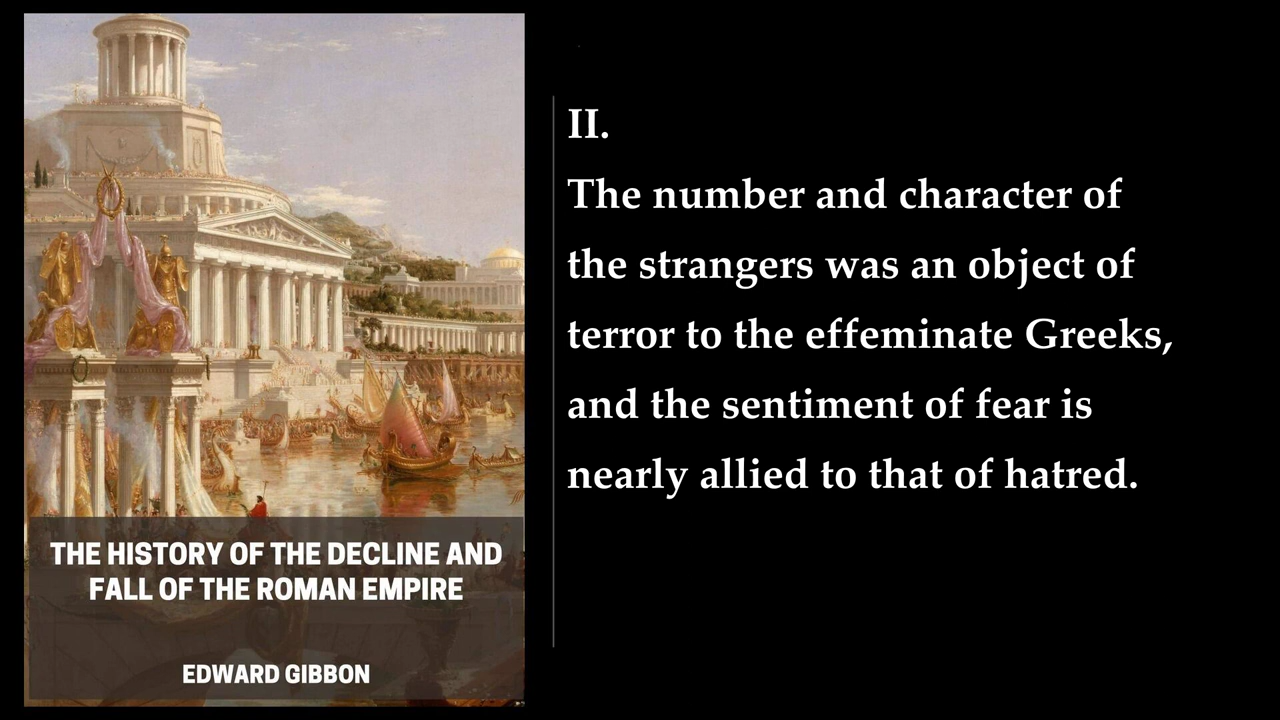 THE HISTORY OF THE DECLINE AND
FALL OF THE ROMAN EMPIRE
EDWARD GIBBON
II.
The number and character of
the strangers was an object of
terror to the effeminate Greeks,
and the sentiment of fear is
nearly allied to that of hatred.